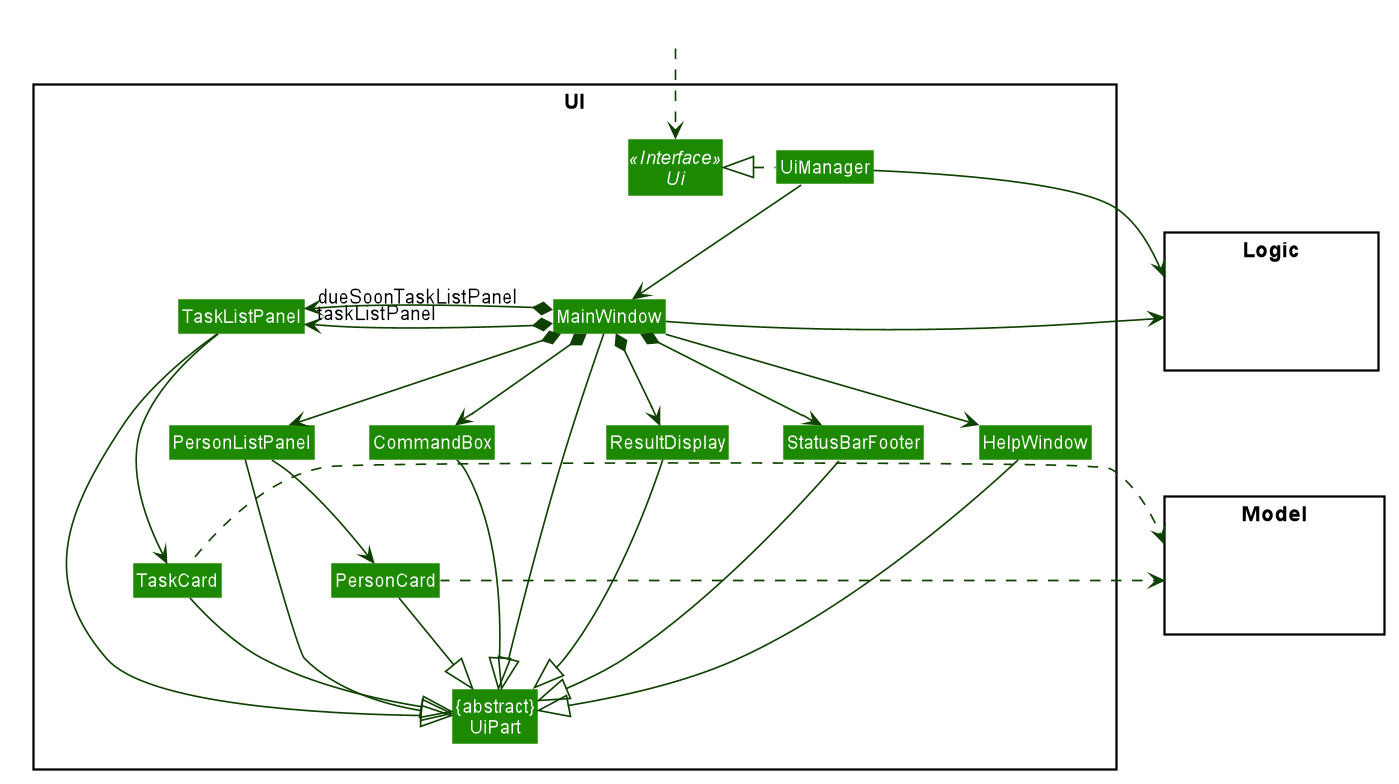 UI
«Interface»
Ui
UiManager
Logic
dueSoonTaskListPanel
taskListPanel
TaskListPanel
MainWindow
PersonListPanel
CommandBox
ResultDisplay
StatusBarFooter
HelpWindow
Model
TaskCard
PersonCard
{abstract}
UiPart